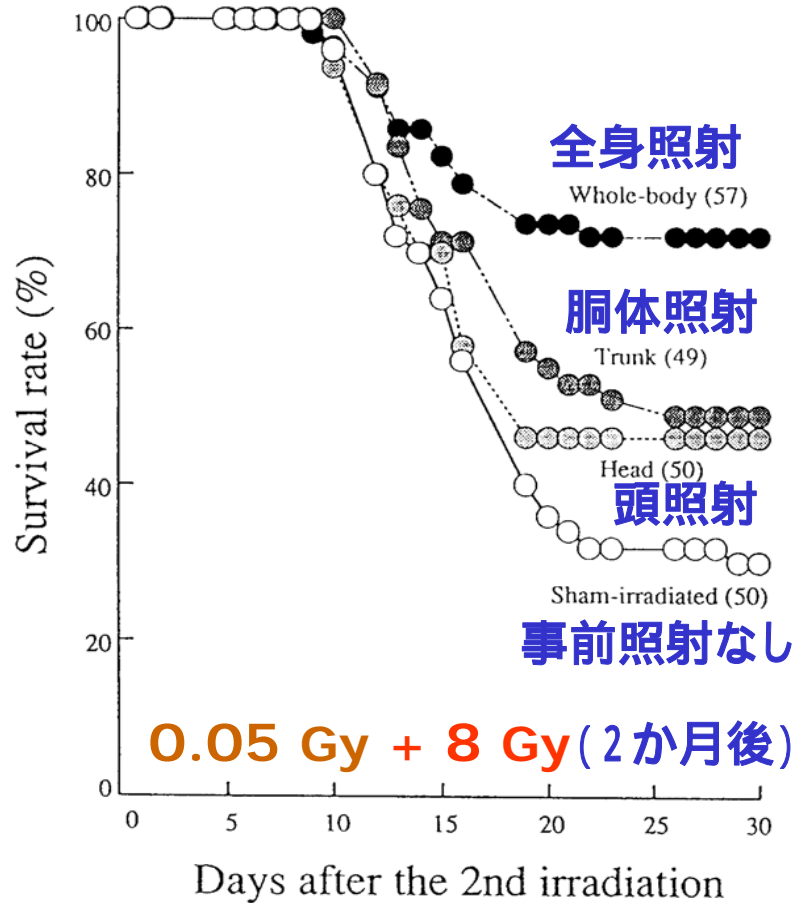 100
80
60
40
20
0
Survival rate (%)
全身照射
Whole-body (57)
胴体照射
Trunk (49)
Head (50)
頭照射
Sham-irradiated (50)
事前照射なし
0.05 Gy + 8 Gy(2か月後)
0 5 10 15 20 25 30
Days after the 2nd irradiation